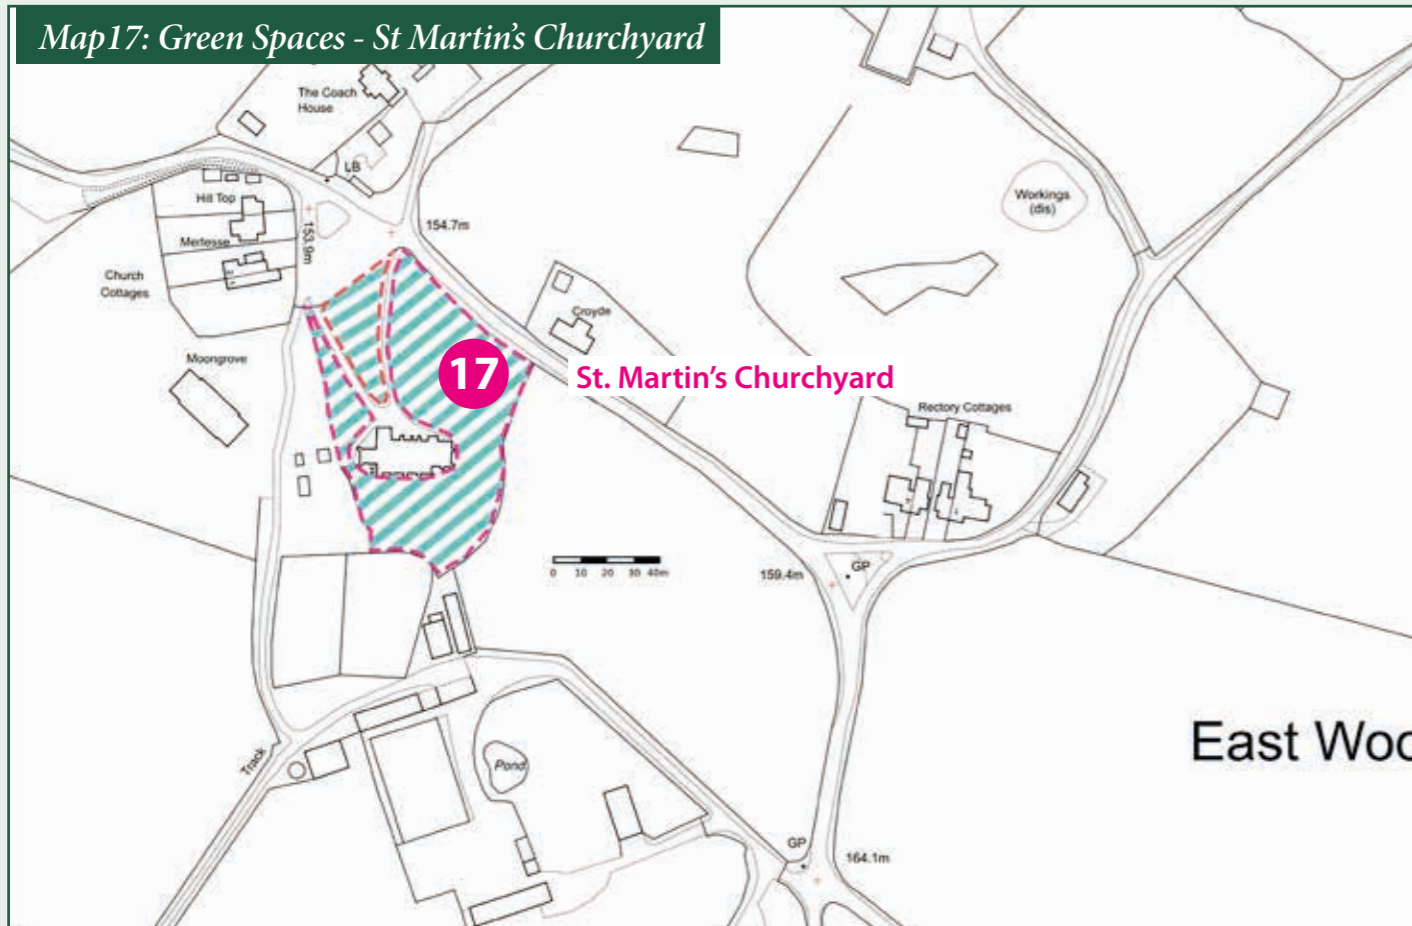 Map17: Green Spaces - St Martin's Churchyard
The Coach
House
LB
Hill Top
Merlesse
153.9m
154.7m
Church
Cottages
Workings
(dis)
Croyde
Moongrove
17
St. Martin's Churchyard
Rectory Cottages
0 10 20 30 40m
159.4m
GP
Track
Pond
East Woo
GP
164.1m